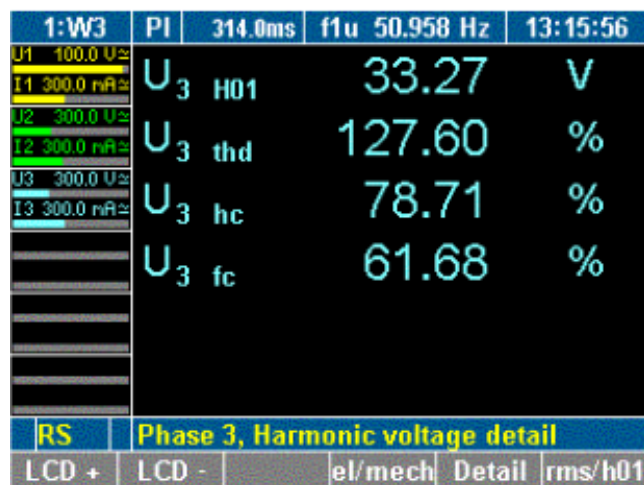 1:W3 PI 314.0ms f1u 50.958 Hz 13:15:56
U1 100.0 V≃
I1 300.0 mA≃
U2 300.0 V≃
I2 300.0 mA≃
U3 300.0 V≃
I3 300.0 mA≃
U3 H01 33.27 V
U3 thd 127.60 %
U3 hc 78.71 %
U3 fc 61.68 %
RS Phase 3, Harmonic voltage detail
LCD + LCD - el/mech Detail rms/h01